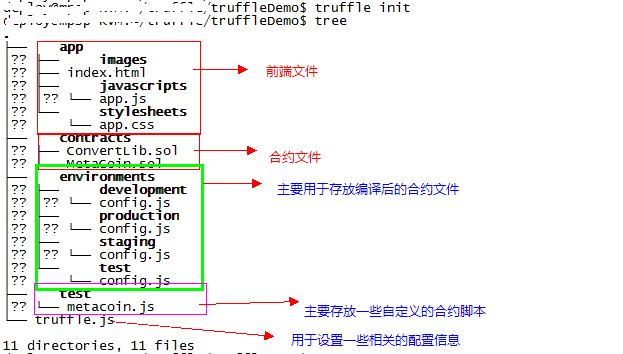 truffleDemo$ truffle init
/truffle/truffleDemo$ tree
.
├── app
?? ├── images
?? ├── index.html 前端文件
?? ├── javascripts
?? │ ?? └── app.js
?? └── stylesheets
?? └── app.css
├── contracts
?? ├── ConvertLib.sol 合约文件
?? └── MetaCoin.sol
├── environments
?? ├── development 主要用于存放编译后的合约文件
?? │ ?? └── config.js
?? ├── production
?? │ ?? └── config.js
?? ├── staging
?? │ ?? └── config.js
?? └── test
?? └── config.js
├── test
?? └── metacoin.js 主要存放一些自定义的合约脚本
└── truffle.js
用于设置一些相关的配置信息
11 directories, 11 files